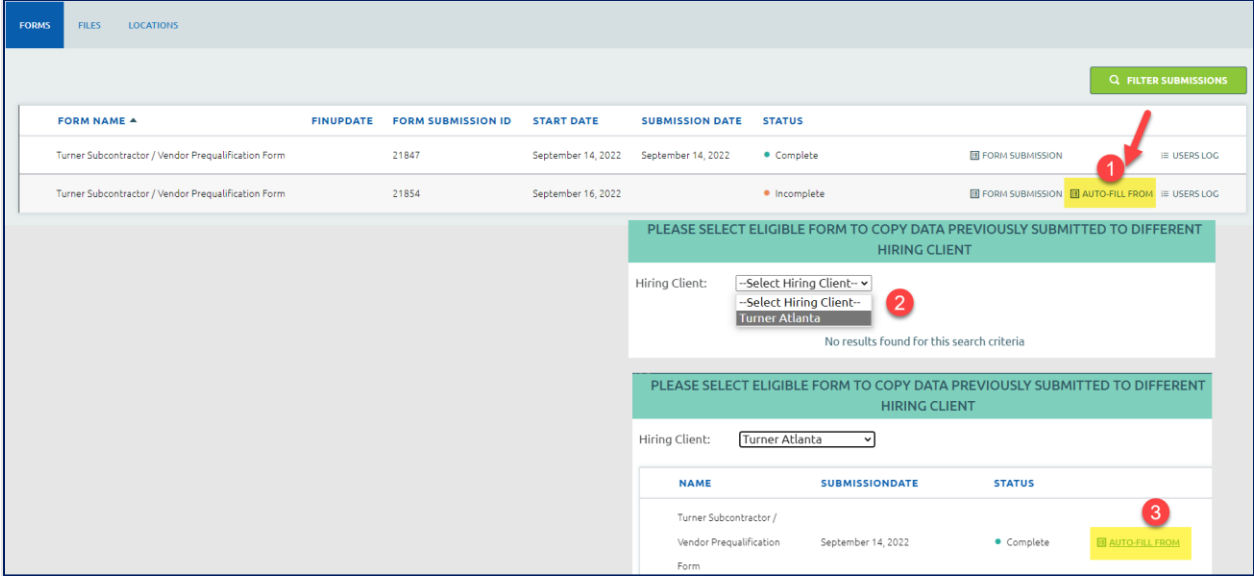 FORMS FILES LOCATIONS
FILTER SUBMISSIONS
FORM NAME FINUPDATE FORM SUBMISSION ID START DATE SUBMISSION DATE STATUS
Turner Subcontractor / Vendor Prequalification Form 21847 September 14, 2022 September 14, 2022 Complete FORM SUBMISSION USERS LOG
1
Turner Subcontractor / Vendor Prequalification Form 21854 September 16, 2022 Incomplete FORM SUBMISSION AUTO-FILL FROM USERS LOG
PLEASE SELECT ELIGIBLE FORM TO COPY DATA PREVIOUSLY SUBMITTED TO DIFFERENT
HIRING CLIENT
Hiring Client: --Select Hiring Client--
--Select Hiring Client--
2
Turner Atlanta
No results found for this search criteria
PLEASE SELECT ELIGIBLE FORM TO COPY DATA PREVIOUSLY SUBMITTED TO DIFFERENT
HIRING CLIENT
Hiring Client: Turner Atlanta
NAME SUBMISSIONDATE STATUS
3
Turner Subcontractor /
Vendor Prequalification September 14, 2022 Complete AUTO-FILL FROM
Form